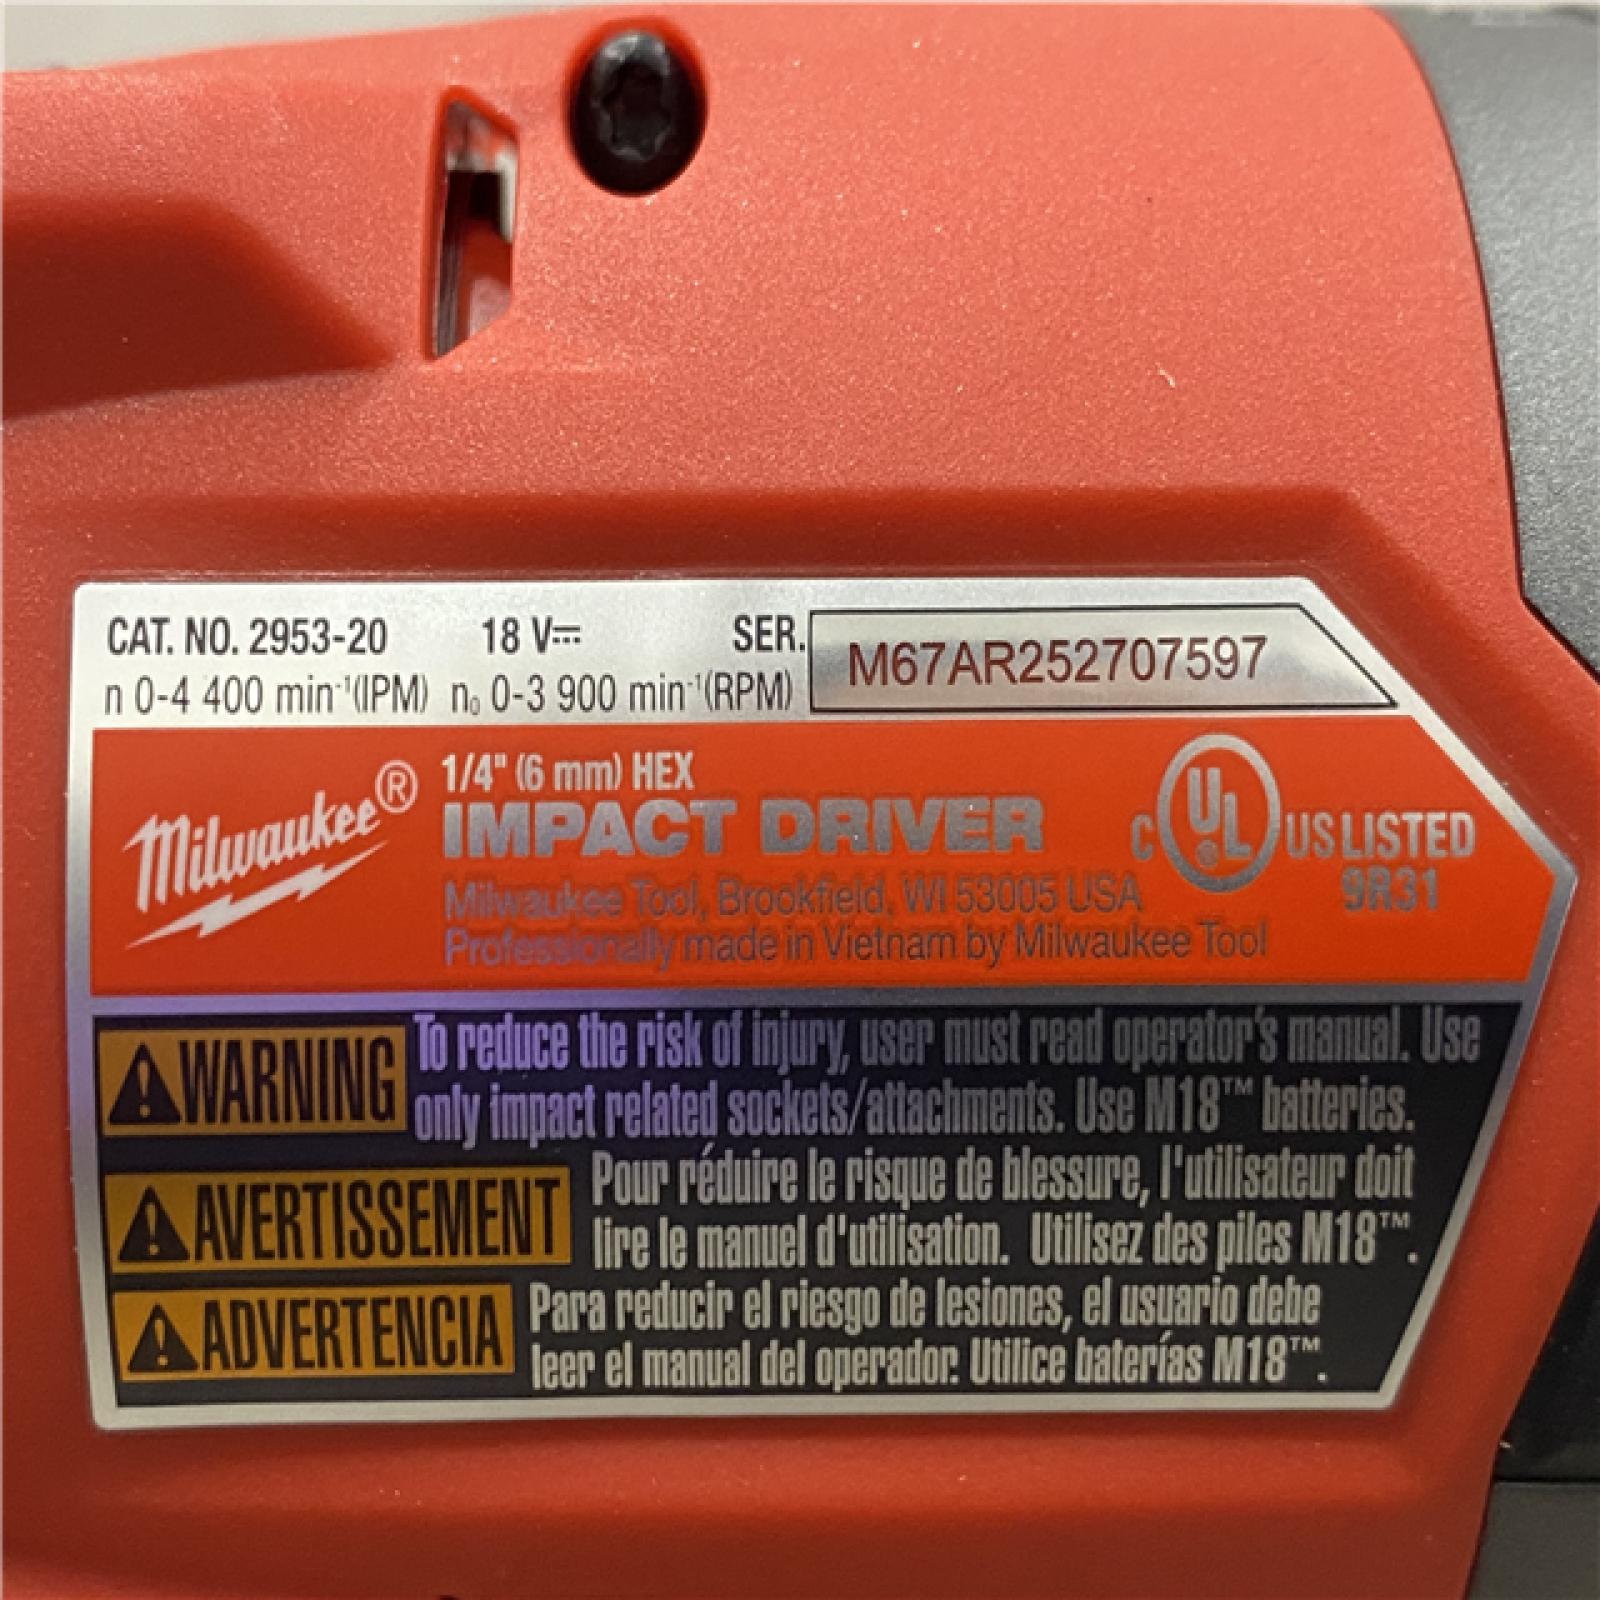 CAT. NO. 2953-20 18 V⎓ SER. M67AR252707597
n 0-4 400 min⁻¹(IPM) n₀ 0-3 900 min⁻¹(RPM)
Milwaukee®
1/4" (6 mm) HEX
IMPACT DRIVER
Milwaukee Tool, Brookfield, WI 53005 USA
Professionally made in Vietnam by Milwaukee Tool
C UL US LISTED
9R31
WARNING To reduce the risk of injury, user must read operator's manual. Use
only impact related sockets/attachments. Use M18™ batteries.
AVERTISSEMENT Pour réduire le risque de blessure, l'utilisateur doit
lire le manuel d'utilisation. Utilisez des piles M18™.
ADVERTENCIA Para reducir el riesgo de lesiones, el usuario debe
leer el manual del operador. Utilice baterías M18™.